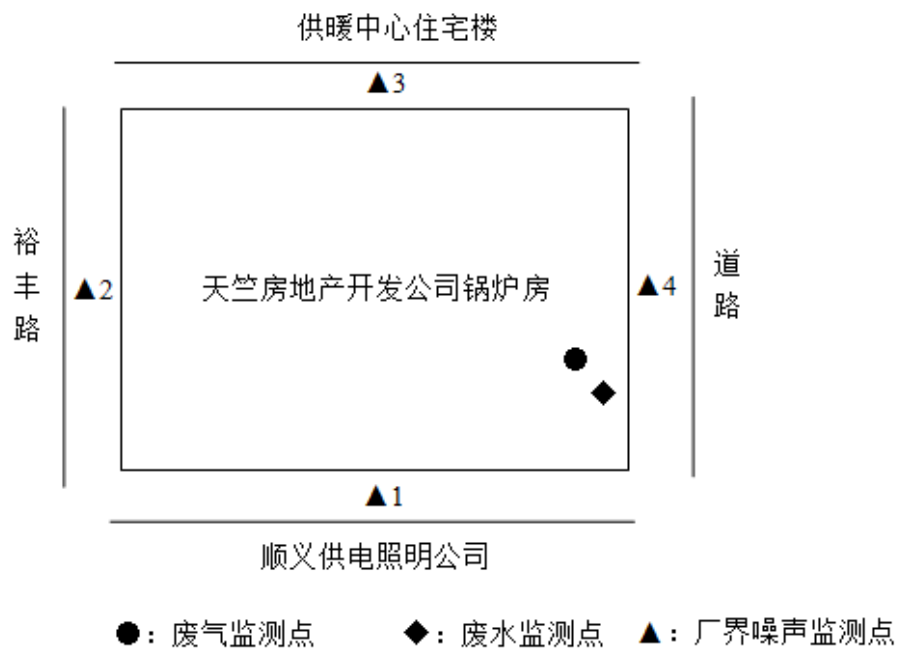 供暖中心住宅楼
▲3
裕丰路
▲2
天竺房地产开发公司锅炉房
▲4
道路
▲1
顺义供电照明公司
●：废气监测点 ◆：废水监测点 ▲：厂界噪声监测点